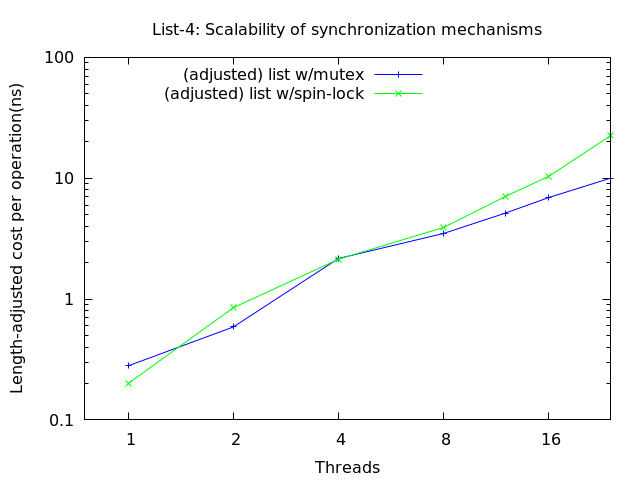 List-4: Scalability of synchronization mechanisms
100
10
1
0.1
Length-adjusted cost per operation(ns)
(adjusted) list w/mutex
(adjusted) list w/spin-lock
1 2 4 8 16
Threads